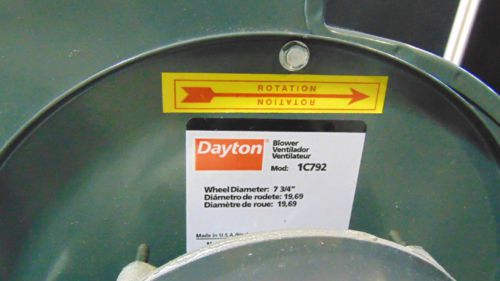 ROTATION
ROTATION
Dayton
Blower
Ventilador
Ventilateur
Mod: 1C792
Wheel Diameter: 7 3/4"
Diámetro de rodete: 19,69
Diamètre de roue: 19,69
Made in U.S.A.